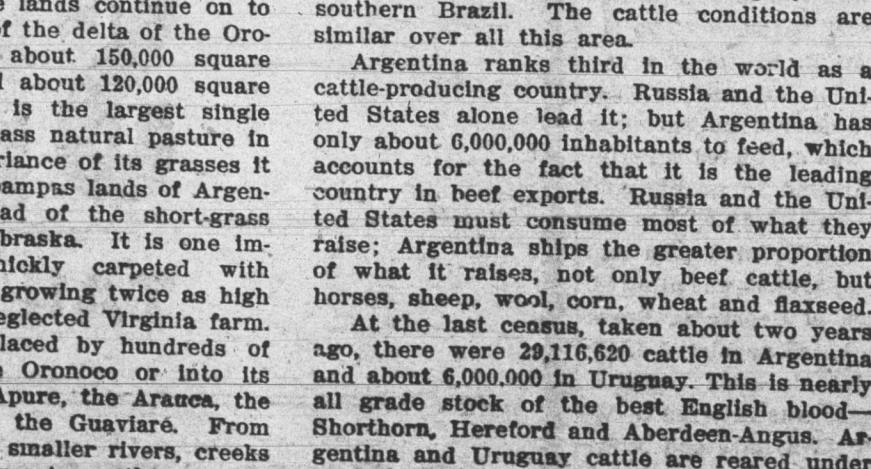 lands continue on to
of the delta of the Oro-
about 150,000 square
about 120,000 square
is the largest single
natural pasture in
of its grasses it
lands of Argen-
of the short-grass
It is one im-
carpeted with
growing twice as high
Virginia farm.
by hundreds of
Oronoco or into its
Apure, the Arauca, the
the Guaviaré. From
smaller rivers, creeks
southern Brazil. The cattle conditions are
similar over all this area.
Argentina ranks third in the world as a
cattle-producing country. Russia and the Uni-
ted States alone lead it; but Argentina has
only about 6,000,000 inhabitants to feed, which
accounts for the fact that it is the leading
country in beef exports. Russia and the Uni-
ted States must consume most of what they
raise; Argentina ships the greater proportion
of what it raises, not only beef cattle, but
horses, sheep, wool, corn, wheat and flaxseed.
At the last census, taken about two years
ago, there were 29,116,620 cattle in Argentina
and about 6,000,000 in Uruguay. This is nearly
all grade stock of the best English blood—
Shorthorn, Hereford and Aberdeen-Angus. Ar-
gentina and Uruguay cattle are reared under